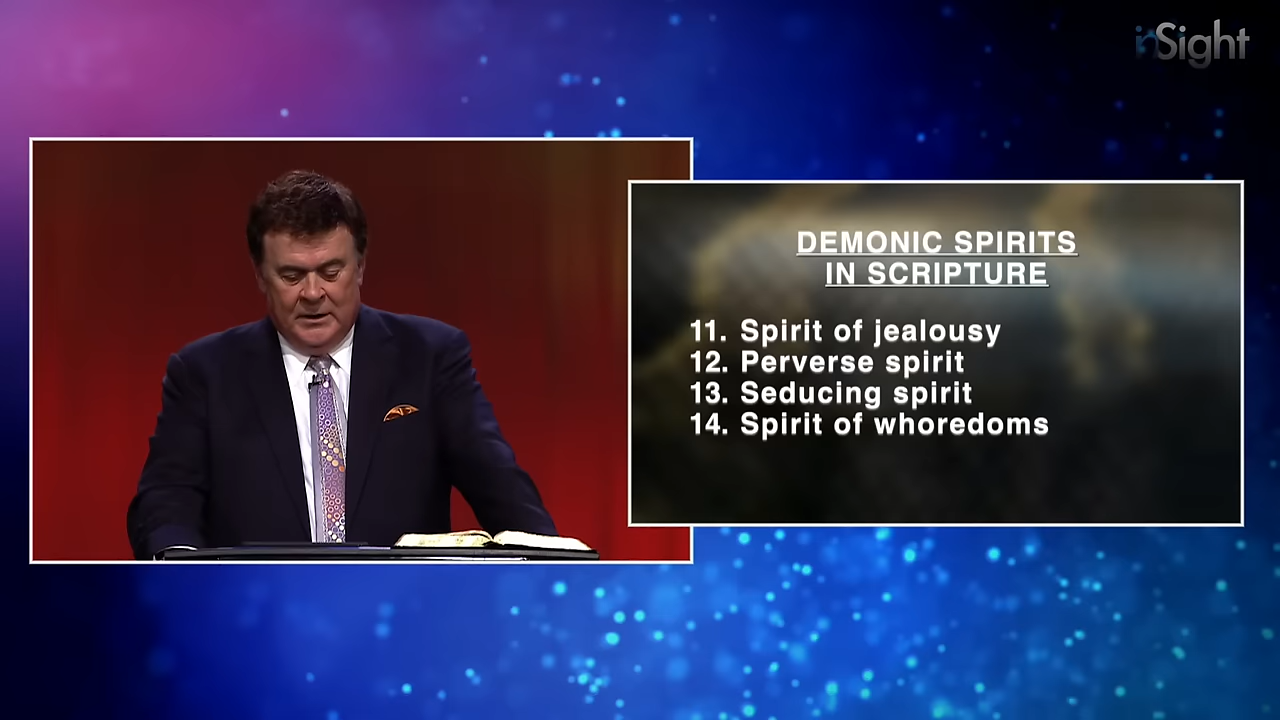 inSight
DEMONIC SPIRITS
IN SCRIPTURE
11. Spirit of jealousy
12. Perverse spirit
13. Seducing spirit
14. Spirit of whoredoms